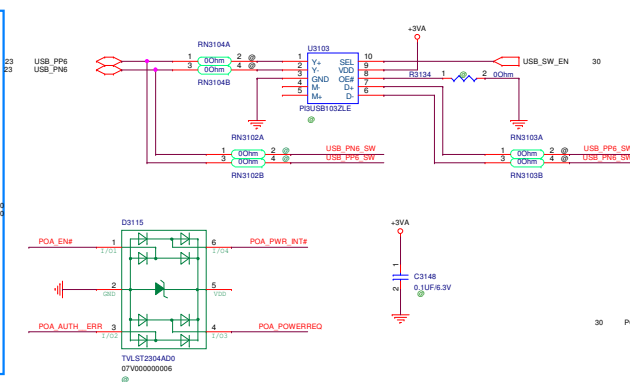 +3VA
RN3104A
U3103
23 USB_PP6 1 0Ohm 2 @ 1 Y+ SEL 10 USB_SW_EN 30
23 USB_PN6 3 0Ohm 4 @ 2 Y- VDD 9
RN3104B 3 GND OE# 8 R3134 1 @ 2 0Ohm
4 M- D+ 7
5 M+ D- 6
PI3USB103ZLE
@
RN3102A RN3103A
1 0Ohm 2 @ USB_PN6_SW 1 0Ohm 2 @ USB_PP6_SW
3 0Ohm 4 @ USB_PP6_SW 3 0Ohm 4 @ USB_PN6_SW
RN3102B RN3103B
D3115 +3VA
POA_EN# 1 I/O1 6 I/O4 POA_PWR_INT#
2 GND 5 VDD
1 C3148
2 0.1UF/6.3V
@
POA_AUTH_ERR 3 I/O2 4 I/O3 POA_POWERREQ
30
TVLST2304AD0
07V000000006
@